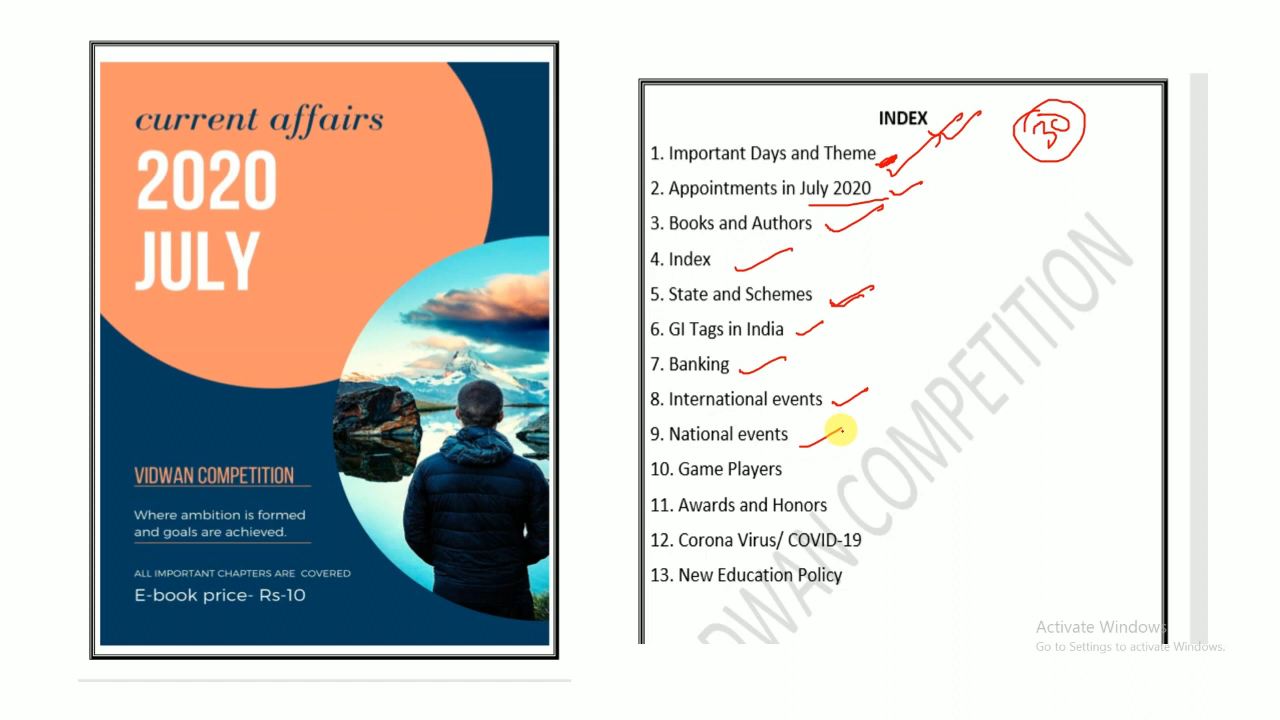 current affairs
2020
JULY
VIDWAN COMPETITION
Where ambition is formed
and goals are achieved.
ALL IMPORTANT CHAPTERS ARE COVERED
E-book price- Rs-10
INDEX
30
1. Important Days and Theme
2. Appointments in July 2020
3. Books and Authors
4. Index
5. State and Schemes
6. GI Tags in India
7. Banking
8. International events
9. National events
10. Game Players
11. Awards and Honors
12. Corona Virus/ COVID-19
13. New Education Policy
DWAN COMPETITION
Activate Windows
Go to Settings to activate Windows.